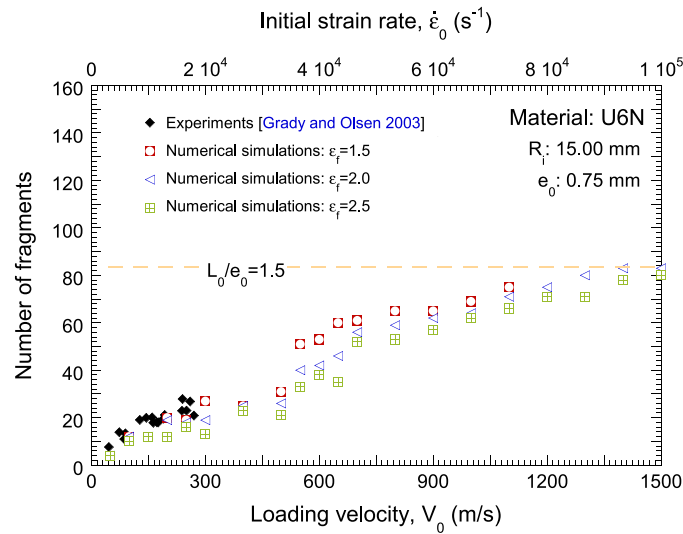 Initial strain rate, ε̇₀ (s⁻¹)
0 2 10⁴ 4 10⁴ 6 10⁴ 8 10⁴ 1 10⁵
160
140
120
100
80
60
40
20
0
Number of fragments
Experiments [Grady and Olsen 2003]
Numerical simulations: ε_f=1.5
Numerical simulations: ε_f=2.0
Numerical simulations: ε_f=2.5
Material: U6N
R_i: 15.00 mm
e₀: 0.75 mm
L₀/e₀=1.5
0 300 600 900 1200 1500
Loading velocity, V₀ (m/s)